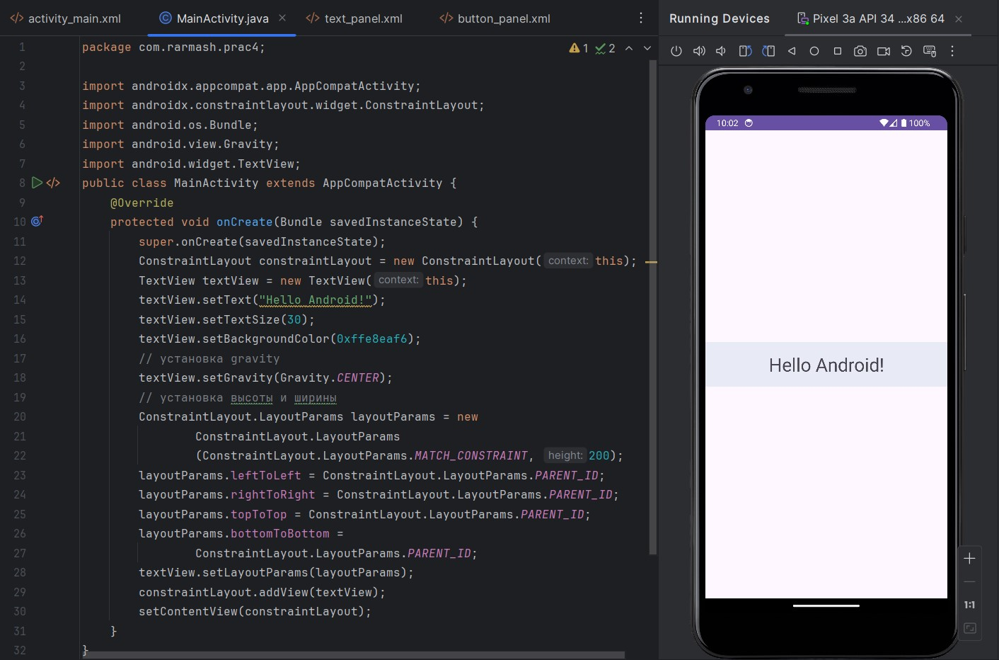 activity_main.xml
MainActivity.java
text_panel.xml
button_panel.xml
Running Devices
Pixel 3a API 34 ...x86 64
1 2
1 package com.rarmash.prac4;
2
3 import androidx.appcompat.app.AppCompatActivity;
4 import androidx.constraintlayout.widget.ConstraintLayout;
5 import android.os.Bundle;
6 import android.view.Gravity;
7 import android.widget.TextView;
8 public class MainActivity extends AppCompatActivity {
9 @Override
10 protected void onCreate(Bundle savedInstanceState) {
11 super.onCreate(savedInstanceState);
12 ConstraintLayout constraintLayout = new ConstraintLayout( context: this);
13 TextView textView = new TextView( context: this);
14 textView.setText("Hello Android!");
15 textView.setTextSize(30);
16 textView.setBackgroundColor(0xffe8eaf6);
17 // установка gravity
18 textView.setGravity(Gravity.CENTER);
19 // установка высоты и ширины
20 ConstraintLayout.LayoutParams layoutParams = new
21 ConstraintLayout.LayoutParams
22 (ConstraintLayout.LayoutParams.MATCH_CONSTRAINT, height: 200);
23 layoutParams.leftToLeft = ConstraintLayout.LayoutParams.PARENT_ID;
24 layoutParams.rightToRight = ConstraintLayout.LayoutParams.PARENT_ID;
25 layoutParams.topToTop = ConstraintLayout.LayoutParams.PARENT_ID;
26 layoutParams.bottomToBottom =
27 ConstraintLayout.LayoutParams.PARENT_ID;
28 textView.setLayoutParams(layoutParams);
29 constraintLayout.addView(textView);
30 setContentView(constraintLayout);
31 }
32 }
10:02
100%
Hello Android!
1:1